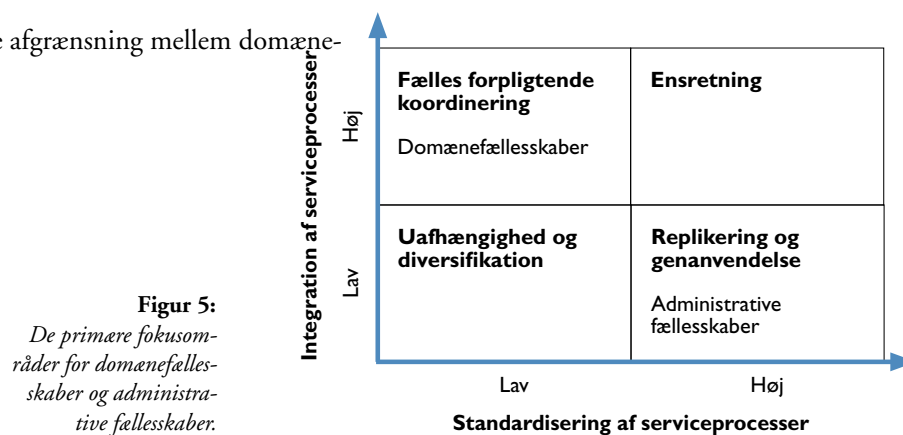 e afgrænsning mellem domæne-
Integration af serviceprocesser
Høj
Lav
Fælles forpligtende
koordinering
Domænefællesskaber
Ensretning
Uafhængighed og
diversifikation
Replikering og
genanvendelse
Administrative
fællesskaber
Lav
Høj
Standardisering af serviceprocesser
Figur 5:
De primære fokusom-
råder for domænefælles-
skaber og administra-
tive fællesskaber.